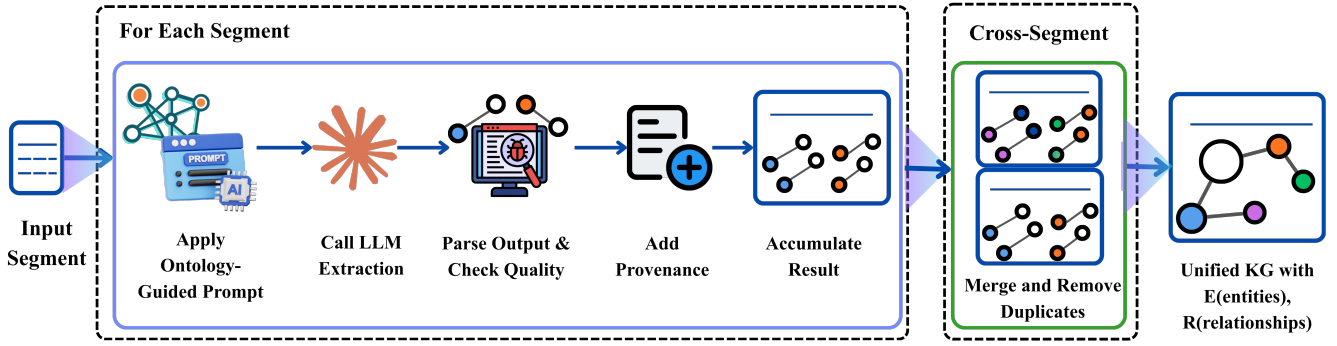 For Each Segment
Cross-Segment
PROMPT
AI
Input
Segment
Apply
Ontology-
Guided Prompt
Call LLM
Extraction
Parse Output &
Check Quality
Add
Provenance
Accumulate
Result
Merge and Remove
Duplicates
Unified KG with
E(entities),
R(relationships)